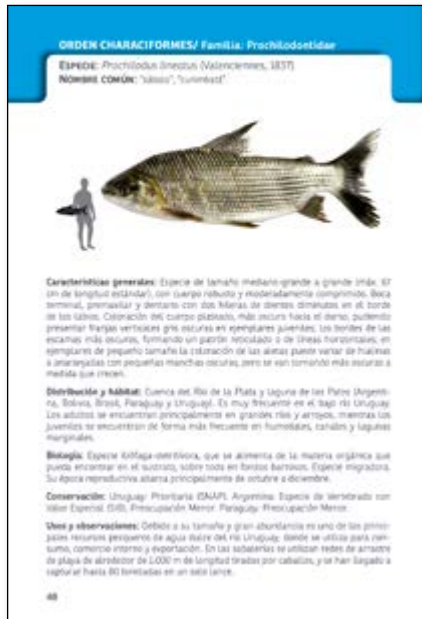 ORDEN CHARACIFORMES/ Familia: Prochilodontidae
ESPECIE: Prochilodus lineatus (Valenciennes, 1837)
NOMBRE COMÚN: "sábalo", "curimbatá"
Características generales: Especie de tamaño mediano-grande a grande (máx. 67
cm de longitud estándar), con cuerpo robusto y moderadamente comprimido. Boca
terminal, premaxilar y dentario con dos hileras de dientes diminutos en el borde
de los labios. Coloración del cuerpo plateado, más oscuro hacia el dorso, pudiendo
presentar franjas verticales gris oscuras en ejemplares juveniles; los bordes de las
escamas más oscuros, formando un patrón reticulado o de líneas horizontales; en
ejemplares de pequeño tamaño la coloración de las aletas puede variar de hialinas
a anaranjadas con pequeñas manchas oscuras, pero se van tornando más oscuras a
medida que crecen.
Distribución y hábitat: Cuenca del Río de la Plata y laguna de los Patos (Argenti-
na, Bolivia, Brasil, Paraguay y Uruguay). Es muy frecuente en el bajo río Uruguay.
Los adultos se encuentran principalmente en grandes ríos y arroyos, mientras los
juveniles se encuentran de forma más frecuente en humedales, canales y lagunas
marginales.
Biología: Especie iliófaga-detritívora, que se alimenta de la materia orgánica que
pueda encontrar en el sustrato, sobre todo en fondos barrosos. Especie migradora.
Su época reproductiva abarca principalmente de octubre a diciembre.
Conservación: Uruguay: Prioritaria (SNAP). Argentina: Especie de Vertebrado con
Valor Especial (SIB), Preocupación Menor. Paraguay: Preocupación Menor.
Usos y observaciones: Debido a su tamaño y gran abundancia es uno de los princi-
pales recursos pesqueros de agua dulce del río Uruguay, donde se utiliza para con-
sumo, comercio interno y exportación. En las sabalerías se utilizan redes de arrastre
de playa de alrededor de 1.000 m de longitud tiradas por caballos, y se han llegado a
capturar hasta 80 toneladas en un solo lance.
48